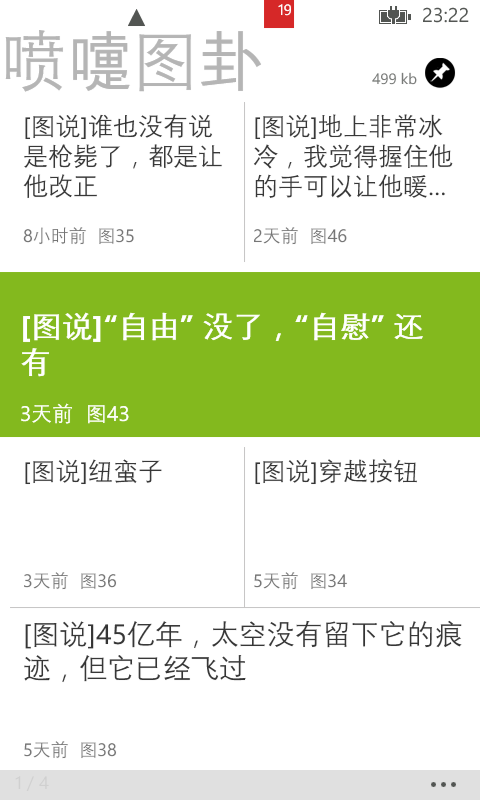 19
23:22
喷嚏图卦
499 kb
[图说]谁也没有说
是枪毙了，都是让
他改正
8小时前 图35
[图说]地上非常冰
冷，我觉得握住他
的手可以让他暖...
2天前 图46
[图说]“自由” 没了，“自慰” 还
有
3天前 图43
[图说]纽蛮子
3天前 图36
[图说]穿越按钮
5天前 图34
[图说]45亿年，太空没有留下它的痕
迹，但它已经飞过
5天前 图38
1 / 4